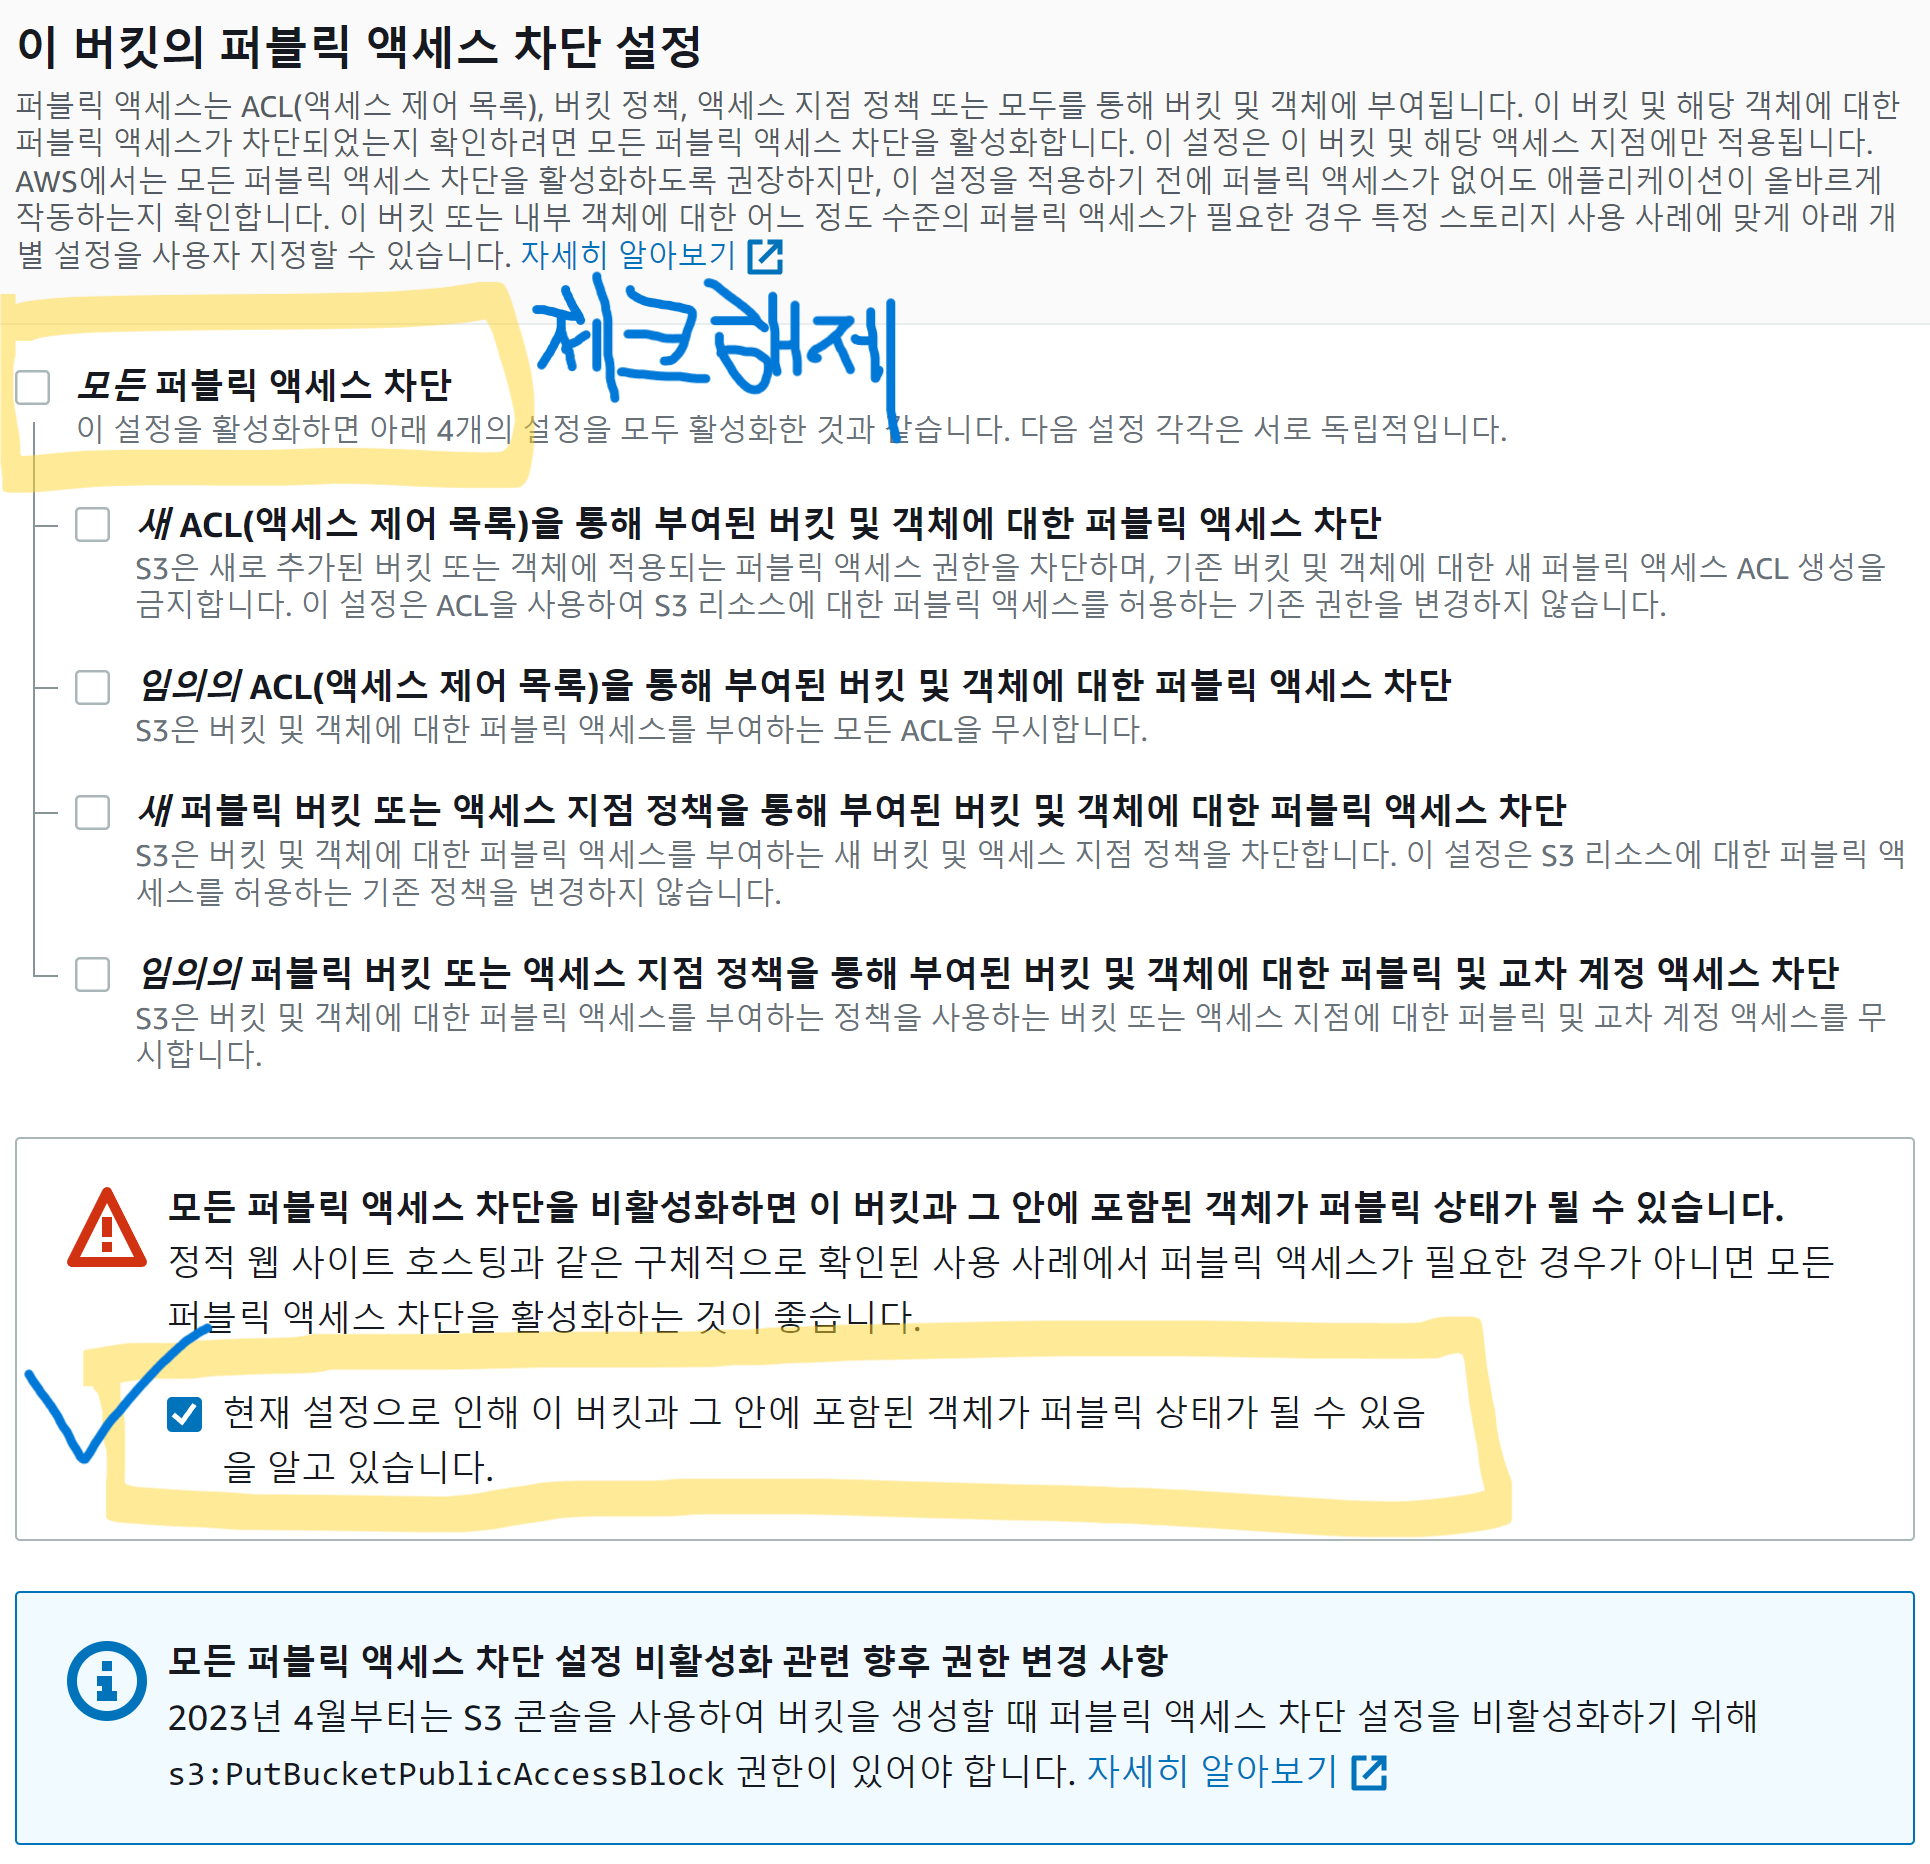 이 버킷의 퍼블릭 액세스 차단 설정
퍼블릭 액세스는 ACL(액세스 제어 목록), 버킷 정책, 액세스 지점 정책 또는 모두를 통해 버킷 및 객체에 부여됩니다. 이 버킷 및 해당 객체에 대한
퍼블릭 액세스가 차단되었는지 확인하려면 모든 퍼블릭 액세스 차단을 활성화합니다. 이 설정은 이 버킷 및 해당 액세스 지점에만 적용됩니다.
AWS에서는 모든 퍼블릭 액세스 차단을 활성화하도록 권장하지만, 이 설정을 적용하기 전에 퍼블릭 액세스가 없어도 애플리케이션이 올바르게
작동하는지 확인합니다. 이 버킷 또는 내부 객체에 대한 어느 정도 수준의 퍼블릭 액세스가 필요한 경우 특정 스토리지 사용 사례에 맞게 아래 개
별 설정을 사용자 지정할 수 있습니다. 자세히 알아보기
체크해제
모든 퍼블릭 액세스 차단
이 설정을 활성화하면 아래 4개의 설정을 모두 활성화한 것과 같습니다. 다음 설정 각각은 서로 독립적입니다.
새 ACL(액세스 제어 목록)을 통해 부여된 버킷 및 객체에 대한 퍼블릭 액세스 차단
S3은 새로 추가된 버킷 또는 객체에 적용되는 퍼블릭 액세스 권한을 차단하며, 기존 버킷 및 객체에 대한 새 퍼블릭 액세스 ACL 생성을
금지합니다. 이 설정은 ACL을 사용하여 S3 리소스에 대한 퍼블릭 액세스를 허용하는 기존 권한을 변경하지 않습니다.
임의의 ACL(액세스 제어 목록)을 통해 부여된 버킷 및 객체에 대한 퍼블릭 액세스 차단
S3은 버킷 및 객체에 대한 퍼블릭 액세스를 부여하는 모든 ACL을 무시합니다.
새 퍼블릭 버킷 또는 액세스 지점 정책을 통해 부여된 버킷 및 객체에 대한 퍼블릭 액세스 차단
S3은 버킷 및 객체에 대한 퍼블릭 액세스를 부여하는 새 버킷 및 액세스 지점 정책을 차단합니다. 이 설정은 S3 리소스에 대한 퍼블릭 액
세스를 허용하는 기존 정책을 변경하지 않습니다.
임의의 퍼블릭 버킷 또는 액세스 지점 정책을 통해 부여된 버킷 및 객체에 대한 퍼블릭 및 교차 계정 액세스 차단
S3은 버킷 및 객체에 대한 퍼블릭 액세스를 부여하는 정책을 사용하는 버킷 또는 액세스 지점에 대한 퍼블릭 및 교차 계정 액세스를 무
시합니다.
모든 퍼블릭 액세스 차단을 비활성화하면 이 버킷과 그 안에 포함된 객체가 퍼블릭 상태가 될 수 있습니다.
정적 웹 사이트 호스팅과 같은 구체적으로 확인된 사용 사례에서 퍼블릭 액세스가 필요한 경우가 아니면 모든
퍼블릭 액세스 차단을 활성화하는 것이 좋습니다.
현재 설정으로 인해 이 버킷과 그 안에 포함된 객체가 퍼블릭 상태가 될 수 있음
을 알고 있습니다.
모든 퍼블릭 액세스 차단 설정 비활성화 관련 향후 권한 변경 사항
2023년 4월부터는 S3 콘솔을 사용하여 버킷을 생성할 때 퍼블릭 액세스 차단 설정을 비활성화하기 위해
s3:PutBucketPublicAccessBlock 권한이 있어야 합니다. 자세히 알아보기